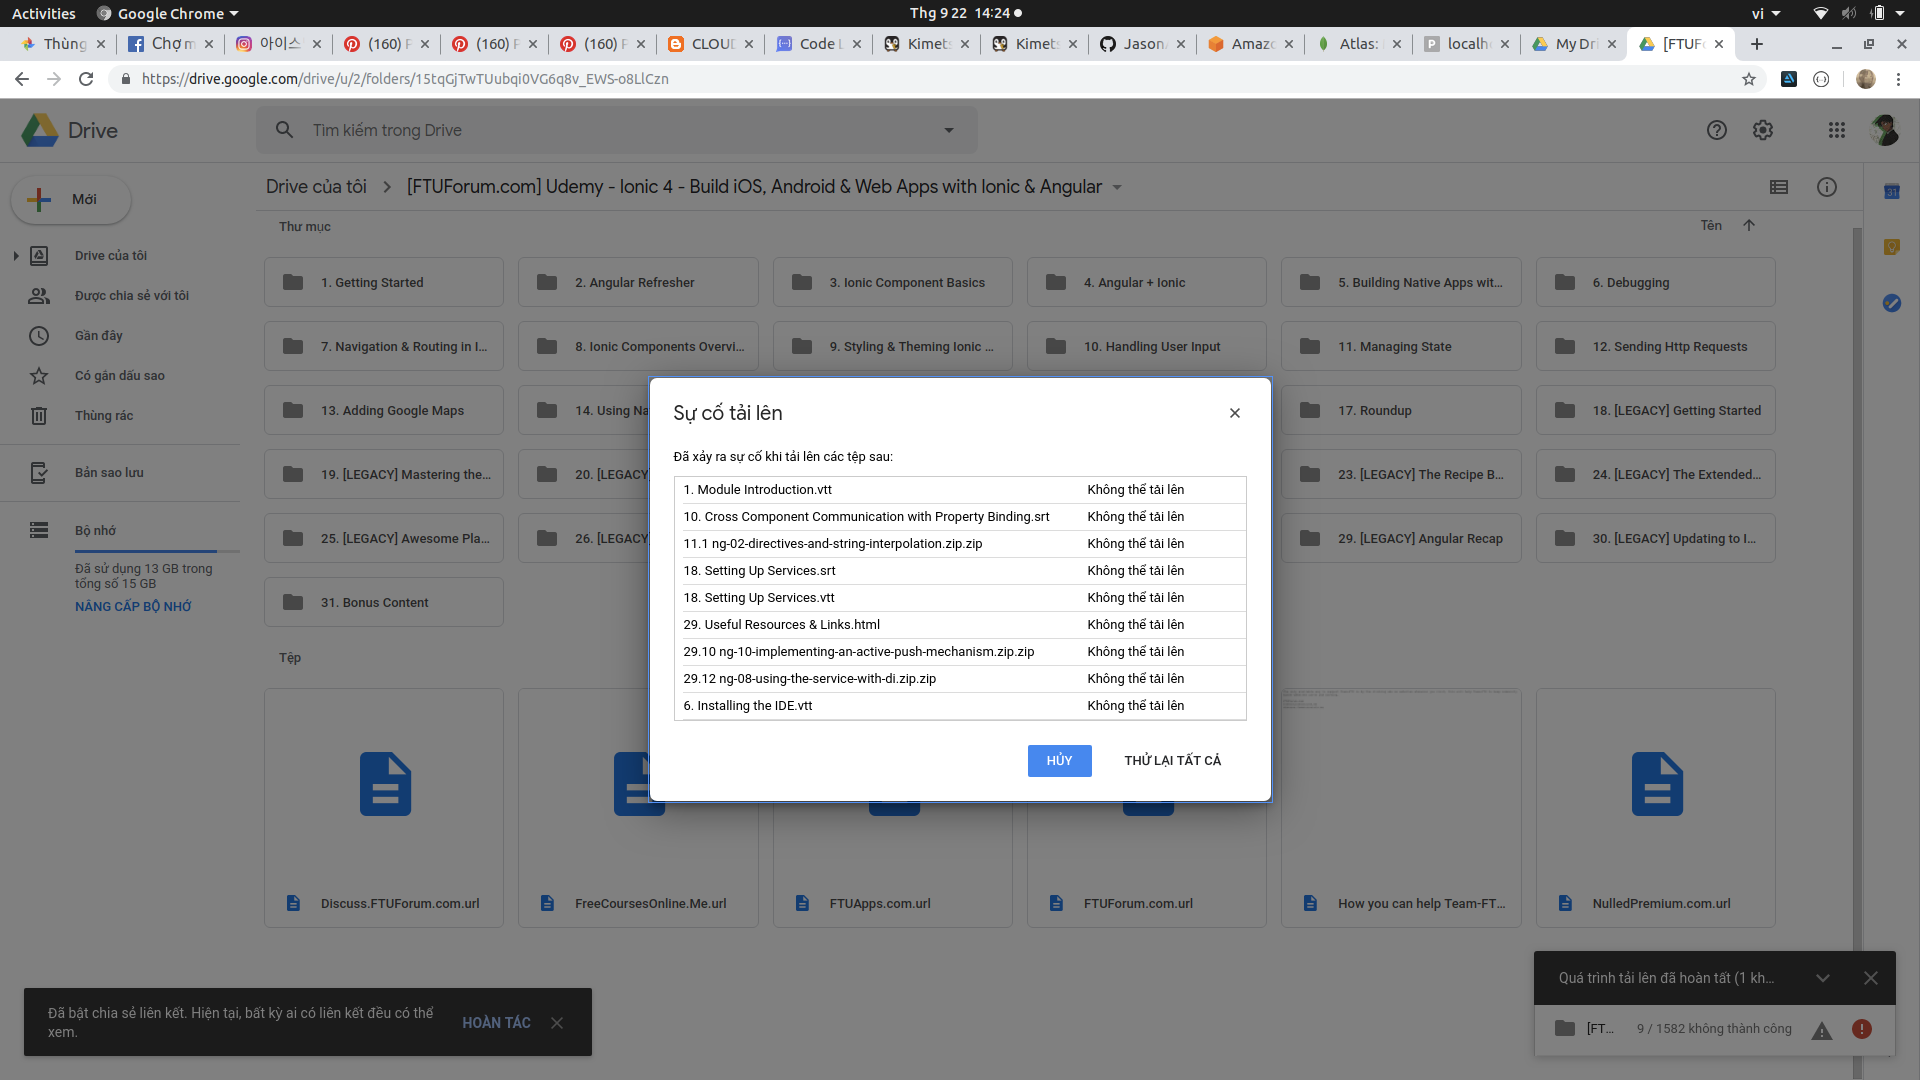 Activities
Google Chrome
Thg 9 22 14:24
vi
Thùng
Chợ m
아이스
(160) F
(160) F
(160) F
CLOUD
Code L
Kimet
Kimet
Jason
Amazo
Atlas:
localh
My Dri
[FTUF
https://drive.google.com/drive/u/2/folders/15tqGjTwTUubqi0VG6q8v_EWS-o8LlCzn
Drive
Tìm kiếm trong Drive
Mới
Drive của tôi
Được chia sẻ với tôi
Gần đây
Có gắn dấu sao
Thùng rác
Bản sao lưu
Bộ nhớ
Đã sử dụng 13 GB trong
tổng số 15 GB
NÂNG CẤP BỘ NHỚ
Drive của tôi > [FTUForum.com] Udemy - Ionic 4 - Build iOS, Android & Web Apps with Ionic & Angular
31
Thư mục
Tên
1. Getting Started
2. Angular Refresher
3. Ionic Component Basics
4. Angular + Ionic
5. Building Native Apps wit...
6. Debugging
7. Navigation & Routing in I...
8. Ionic Components Overvi...
9. Styling & Theming Ionic ...
10. Handling User Input
11. Managing State
12. Sending Http Requests
13. Adding Google Maps
14. Using Na
17. Roundup
18. [LEGACY] Getting Started
19. [LEGACY] Mastering the...
20. [LEGACY
23. [LEGACY] The Recipe B...
24. [LEGACY] The Extended...
25. [LEGACY] Awesome Pla...
26. [LEGACY
29. [LEGACY] Angular Recap
30. [LEGACY] Updating to I...
31. Bonus Content
Tệp
Discuss.FTUForum.com.url
FreeCoursesOnline.Me.url
FTUApps.com.url
FTUForum.com.url
How you can help Team-FT...
NulledPremium.com.url
Sự cố tải lên
Đã xảy ra sự cố khi tải lên các tệp sau:
1. Module Introduction.vtt Không thể tải lên
10. Cross Component Communication with Property Binding.srt Không thể tải lên
11.1 ng-02-directives-and-string-interpolation.zip.zip Không thể tải lên
18. Setting Up Services.srt Không thể tải lên
18. Setting Up Services.vtt Không thể tải lên
29. Useful Resources & Links.html Không thể tải lên
29.10 ng-10-implementing-an-active-push-mechanism.zip.zip Không thể tải lên
29.12 ng-08-using-the-service-with-di.zip.zip Không thể tải lên
6. Installing the IDE.vtt Không thể tải lên
HỦY
THỬ LẠI TẤT CẢ
Đã bật chia sẻ liên kết. Hiện tại, bất kỳ ai có liên kết đều có thể
xem.
HOÀN TÁC
Quá trình tải lên đã hoàn tất (1 kh...
[FT... 9 / 1582 không thành công